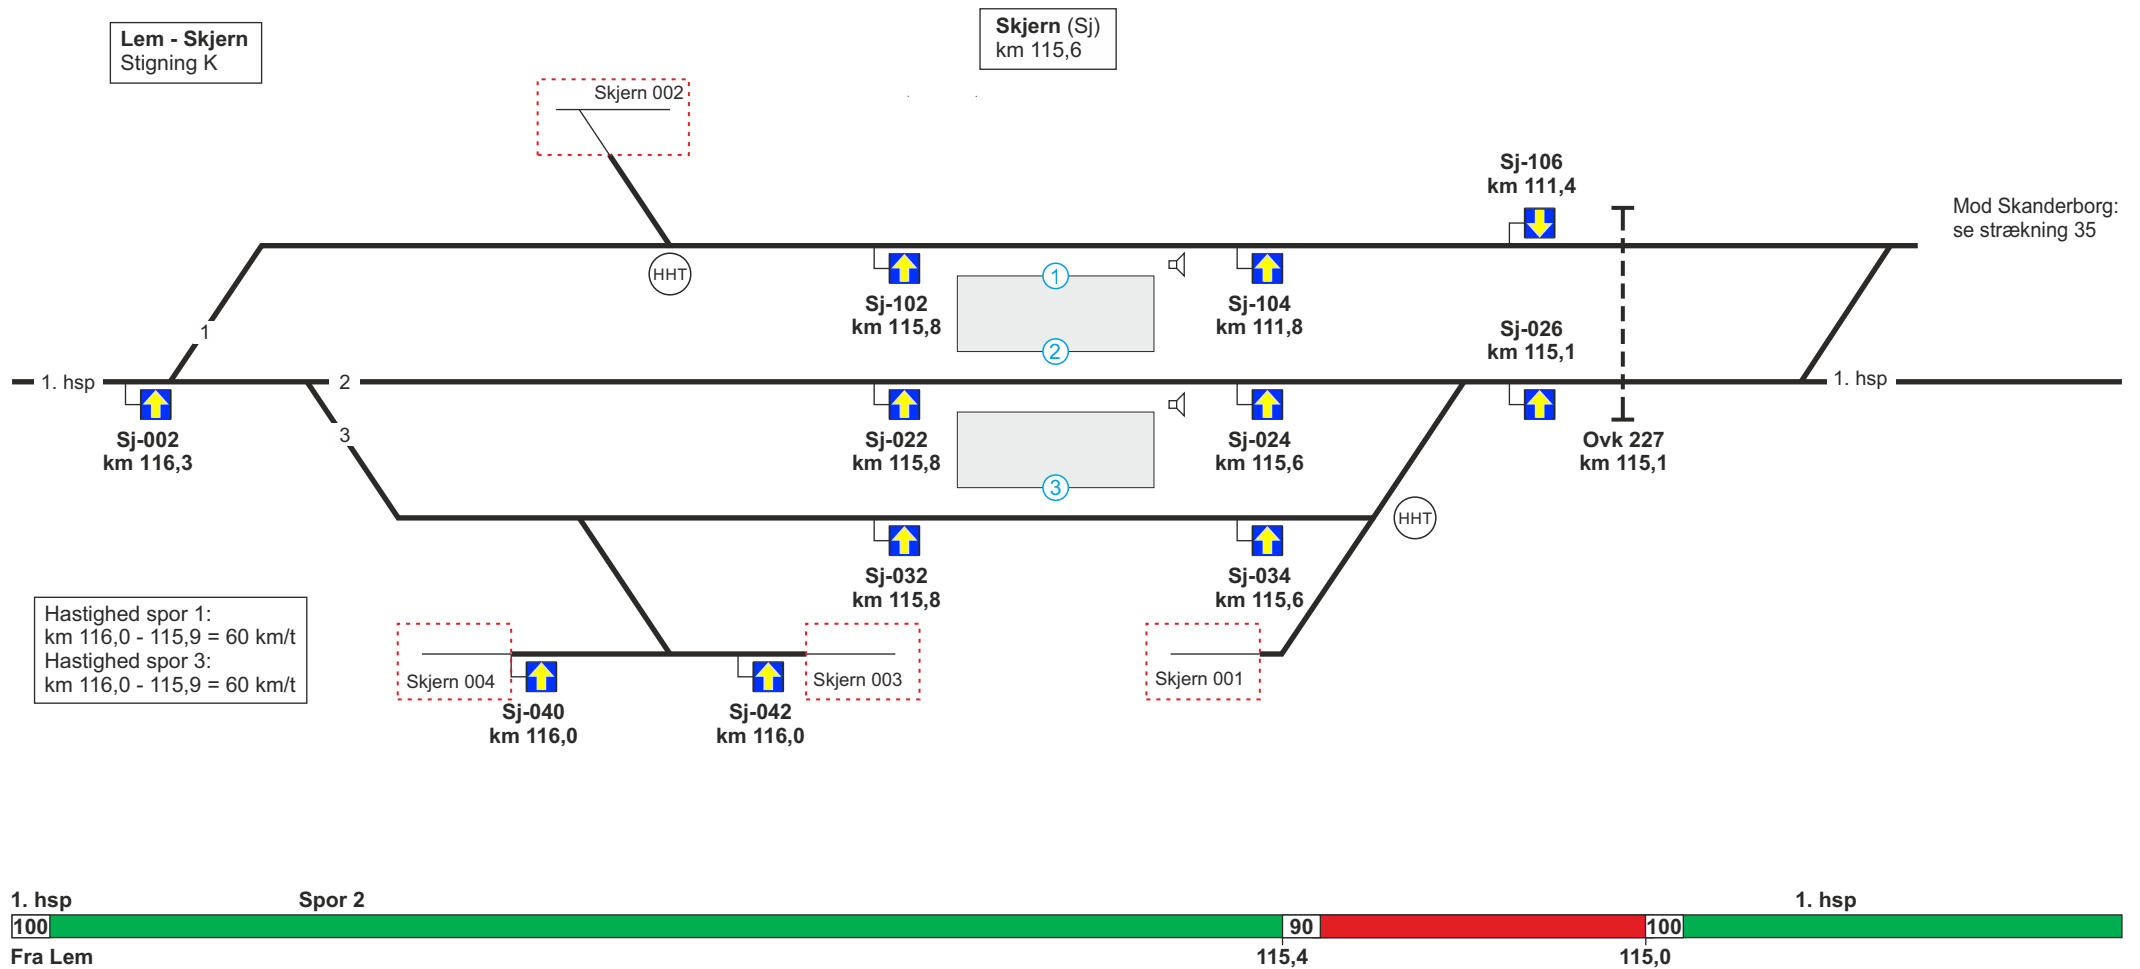 Lem - Skjern
Stigning K
Skjern (Sj)
km 115,6
Skjern 002
Sj-106
km 111,4
Mod Skanderborg:
se strækning 35
HHT
1
Sj-102
km 115,8
Sj-104
km 111,8
1
2
Sj-026
km 115,1
1. hsp
2
1. hsp
3
Sj-002
km 116,3
Sj-022
km 115,8
Sj-024
km 115,6
Ovk 227
km 115,1
3
HHT
Sj-032
km 115,8
Sj-034
km 115,6
Hastighed spor 1:
km 116,0 - 115,9 = 60 km/t
Hastighed spor 3:
km 116,0 - 115,9 = 60 km/t
Skjern 004
Skjern 003
Skjern 001
Sj-040
km 116,0
Sj-042
km 116,0
1. hsp
Spor 2
1. hsp
100
90
100
Fra Lem
115,4
115,0